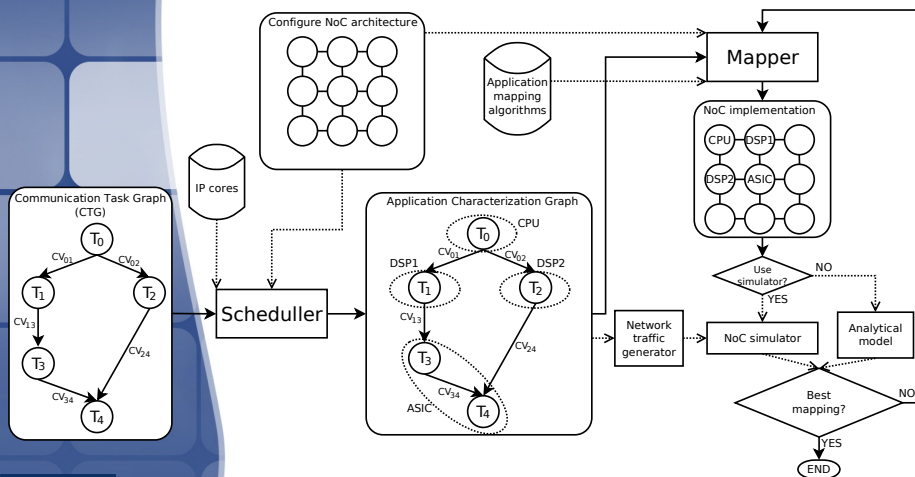 Configure NoC architecture
Mapper
Application
mapping
algorithms
NoC implementation
CPU
DSP1
DSP2
ASIC
IP cores
Communication Task Graph
(CTG)
T0
CV01
CV02
T1
T2
CV13
T3
CV24
CV34
T4
Scheduller
Application Characterization Graph
CPU
T0
CV01
CV02
DSP1
DSP2
T1
T2
CV13
T3
CV24
CV34
ASIC
T4
Network
traffic
generator
Use
simulator?
NO
YES
NoC simulator
Analytical
model
Best
mapping?
NO
YES
END